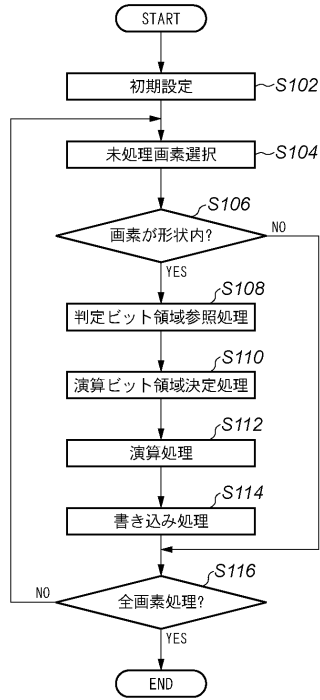 START
初期設定
S102
未処理画素選択
S104
S106
画素が形状内?
NO
YES
S108
判定ビット領域参照処理
S110
演算ビット領域決定処理
S112
演算処理
S114
書き込み処理
S116
NO
全画素処理?
YES
END